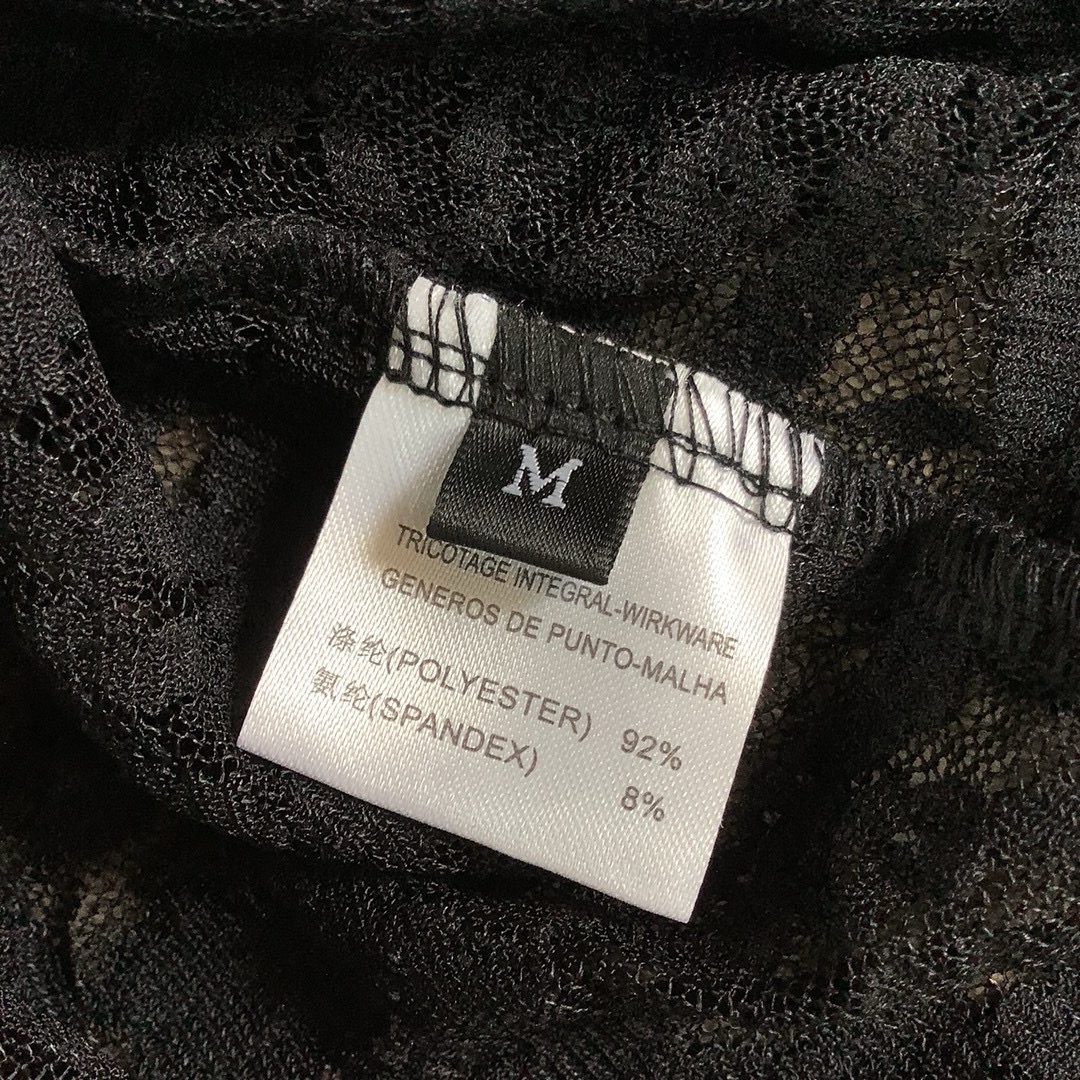 M
TRICOTAGE INTEGRAL-WIRKWARE
GENEROS DE PUNTO-MALHA
涤纶(POLYESTER) 92%
氨纶(SPANDEX) 8%